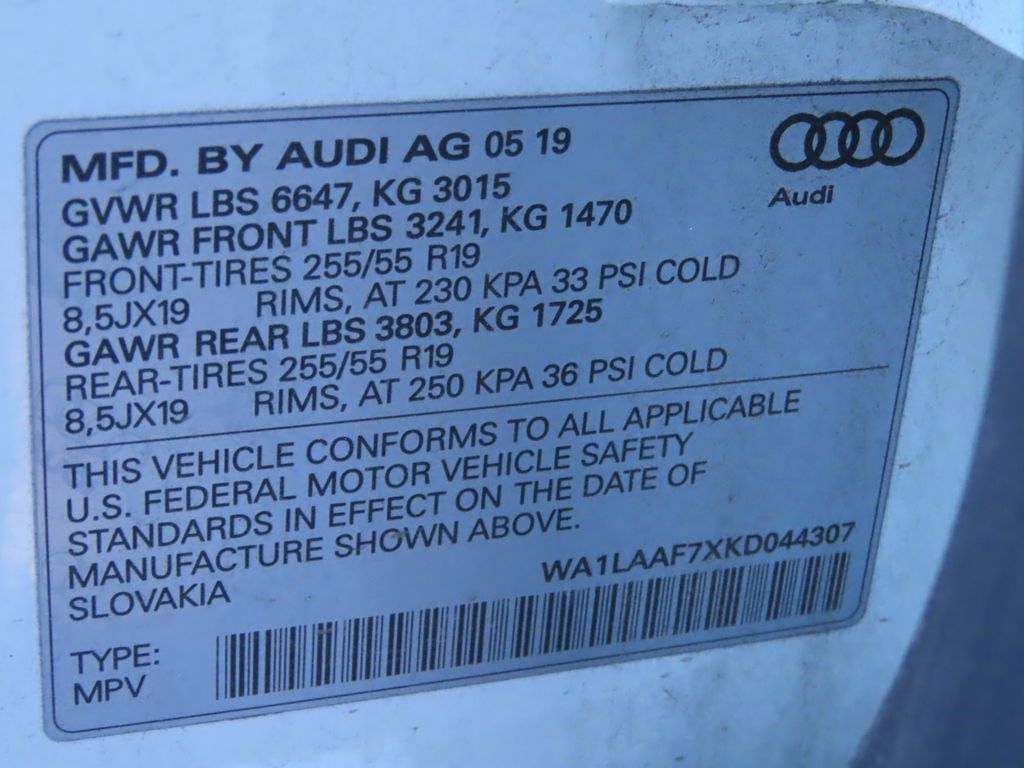 MFD. BY AUDI AG 05 19
Audi
GVWR LBS 6647, KG 3015
GAWR FRONT LBS 3241, KG 1470
FRONT-TIRES 255/55 R19
8,5JX19 RIMS, AT 230 KPA 33 PSI COLD
GAWR REAR LBS 3803, KG 1725
REAR-TIRES 255/55 R19
8,5JX19 RIMS, AT 250 KPA 36 PSI COLD
THIS VEHICLE CONFORMS TO ALL APPLICABLE
U.S. FEDERAL MOTOR VEHICLE SAFETY
STANDARDS IN EFFECT ON THE DATE OF
MANUFACTURE SHOWN ABOVE.
SLOVAKIA
WA1LAAF7XKD044307
TYPE:
MPV